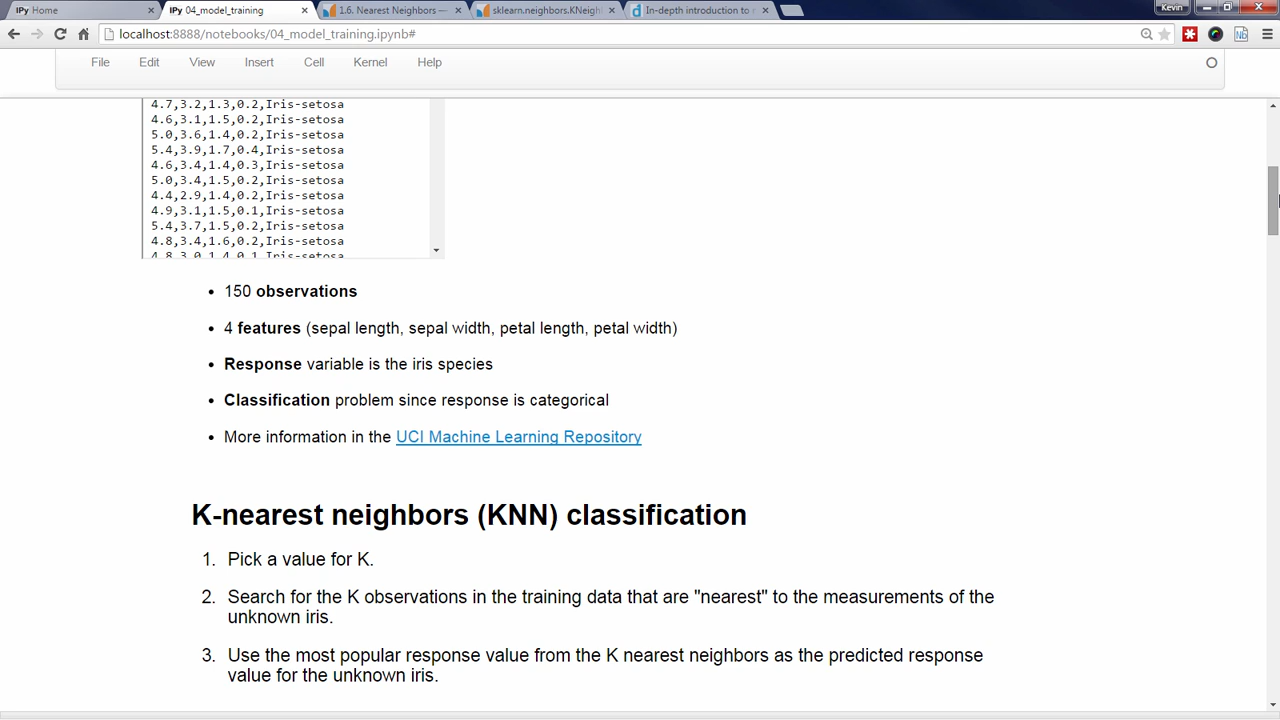 Kevin
IPy Home
IPy 04_model_training
1.6. Nearest Neighbors —
sklearn.neighbors.KNeigh
In-depth introduction to
localhost:8888/notebooks/04_model_training.ipynb#
File Edit View Insert Cell Kernel Help
4.7,3.2,1.3,0.2,Iris-setosa
4.6,3.1,1.5,0.2,Iris-setosa
5.0,3.6,1.4,0.2,Iris-setosa
5.4,3.9,1.7,0.4,Iris-setosa
4.6,3.4,1.4,0.3,Iris-setosa
5.0,3.4,1.5,0.2,Iris-setosa
4.4,2.9,1.4,0.2,Iris-setosa
4.9,3.1,1.5,0.1,Iris-setosa
5.4,3.7,1.5,0.2,Iris-setosa
4.8,3.4,1.6,0.2,Iris-setosa
4.8,3.0,1.4,0.1,Iris-setosa
• 150 observations
• 4 features (sepal length, sepal width, petal length, petal width)
• Response variable is the iris species
• Classification problem since response is categorical
• More information in the UCI Machine Learning Repository
K-nearest neighbors (KNN) classification
1. Pick a value for K.
2. Search for the K observations in the training data that are "nearest" to the measurements of the
unknown iris.
3. Use the most popular response value from the K nearest neighbors as the predicted response
value for the unknown iris.